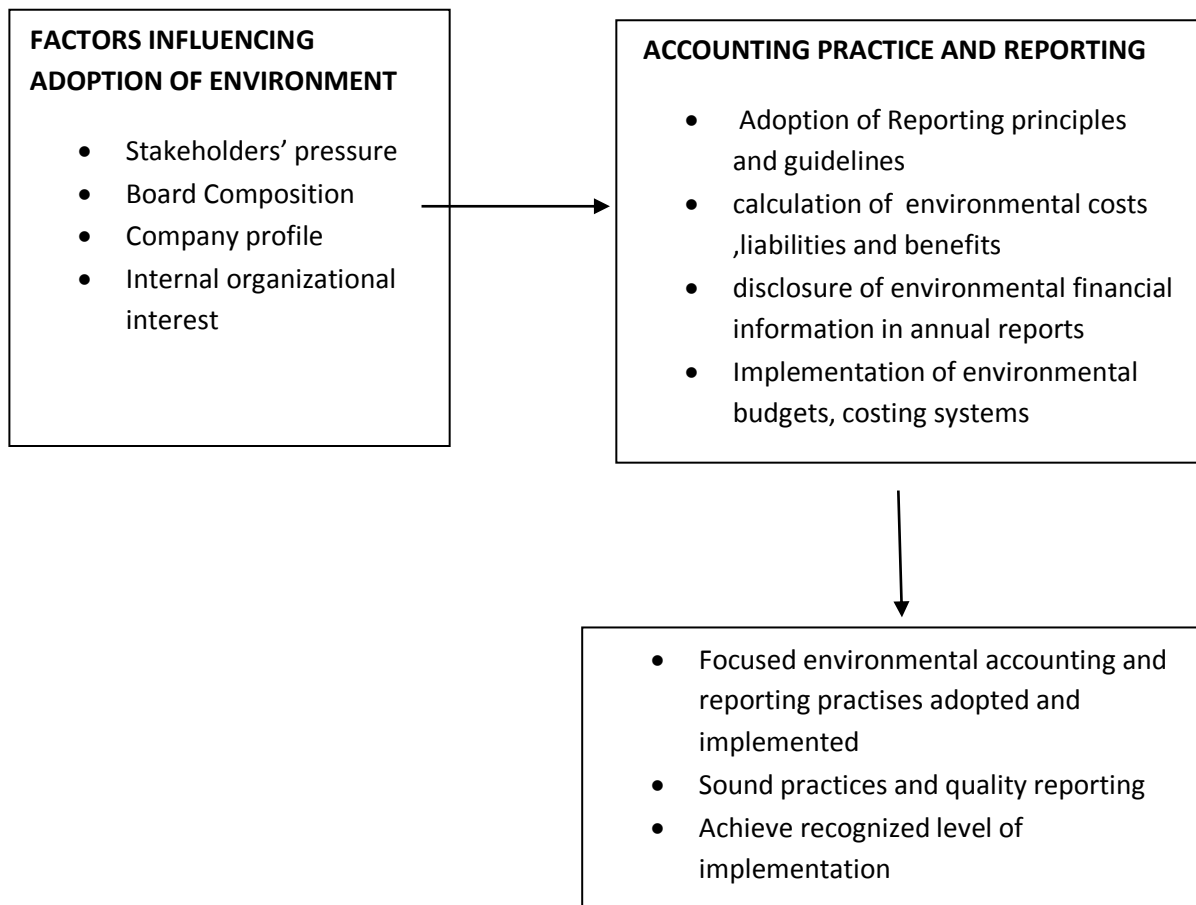 FACTORS INFLUENCING
ADOPTION OF ENVIRONMENT
• Stakeholders’ pressure
• Board Composition
• Company profile
• Internal organizational
interest
ACCOUNTING PRACTICE AND REPORTING
• Adoption of Reporting principles
and guidelines
• calculation of environmental costs
,liabilities and benefits
• disclosure of environmental financial
information in annual reports
• Implementation of environmental
budgets, costing systems
• Focused environmental accounting and
reporting practises adopted and
implemented
• Sound practices and quality reporting
• Achieve recognized level of
implementation